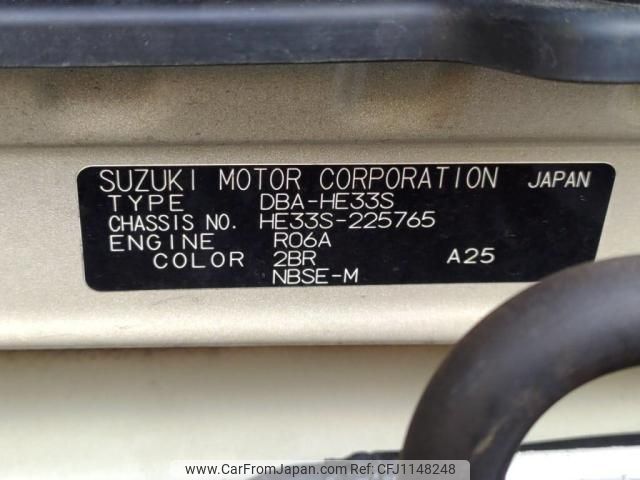 SUZUKI MOTOR CORPORATION JAPAN
TYPE DBA-HE33S
CHASSIS NO. HE33S-225765
ENGINE R06A
COLOR 2BR A25
NBSE-M
www.CarFromJapan.com [REFNO CFJ1148248